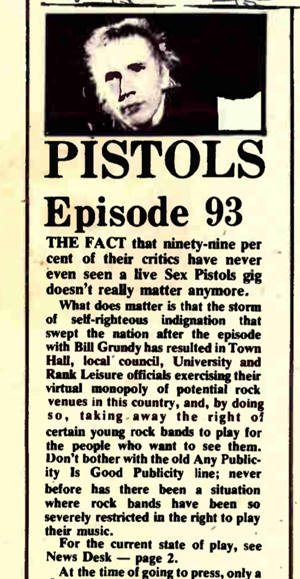 PISTOLS
Episode 93
THE FACT that ninety-nine per
cent of their critics have never
even seen a live Sex Pistols gig
doesn't really matter anymore.
What does matter is that the storm
of self-righteous indignation that
swept the nation after the episode
with Bill Grundy has resulted in Town
Hall, local council, University and
Rank Leisure officials exercising their
virtual monopoly of potential rock
venues in this country, and, by doing
so, taking away the right of
certain young rock bands to play for
the people who want to see them.
Don't bother with the old Any Public-
ity Is Good Publicity line; never
before has there been a situation
where rock bands have been so
severely restricted in the right to play
their music.
For the current state of play, see
News Desk — page 2.
At the time of going to press, only a